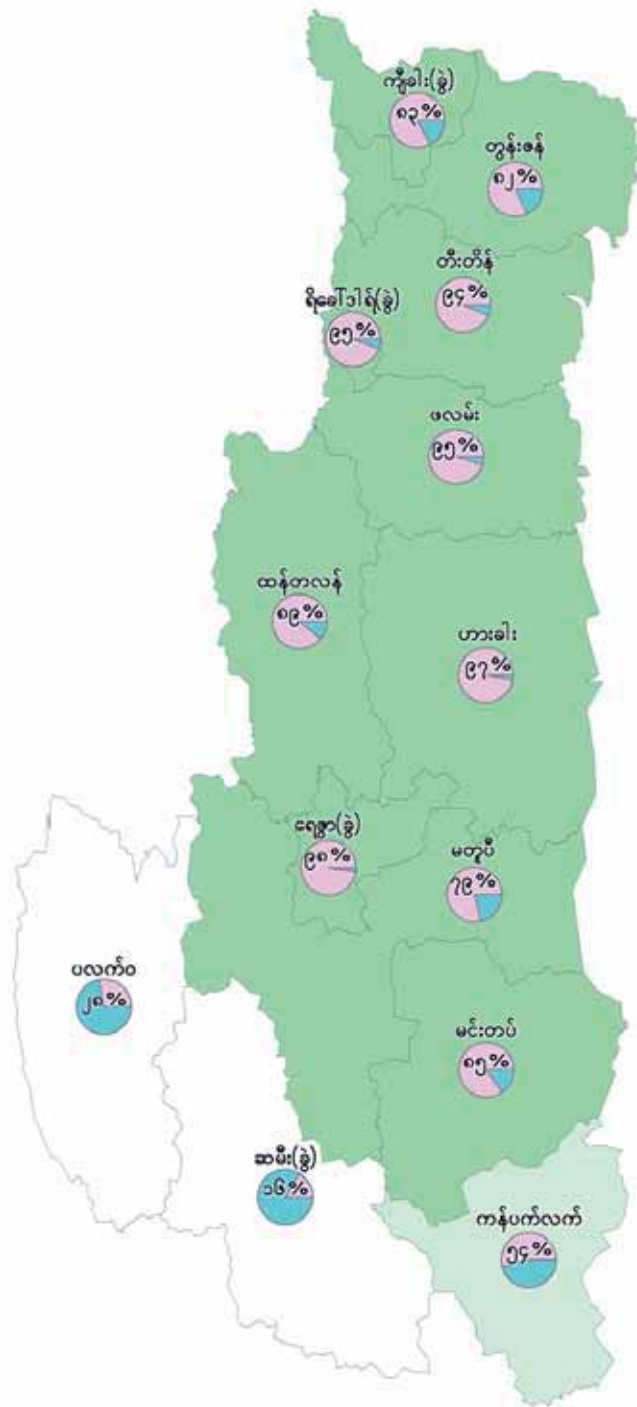 ကျီခါး(ခွဲ)
၈၃%
တွန်းဇန်
၈၂%
တီးတိန်
၉၄%
ရိခေါ်ဒါရ်(ခွဲ)
၉၅%
ဖလမ်း
၉၅%
ထန်တလန်
၈၉%
ဟားခါး
၉၇%
ရေဇွာ(ခွဲ)
၉၈%
မတူပီ
၇၉%
ပလက်ဝ
၂၈%
မင်းတပ်
၈၅%
ဆမီး(ခွဲ)
၁၆%
ကန်ပက်လက်
၅၄%